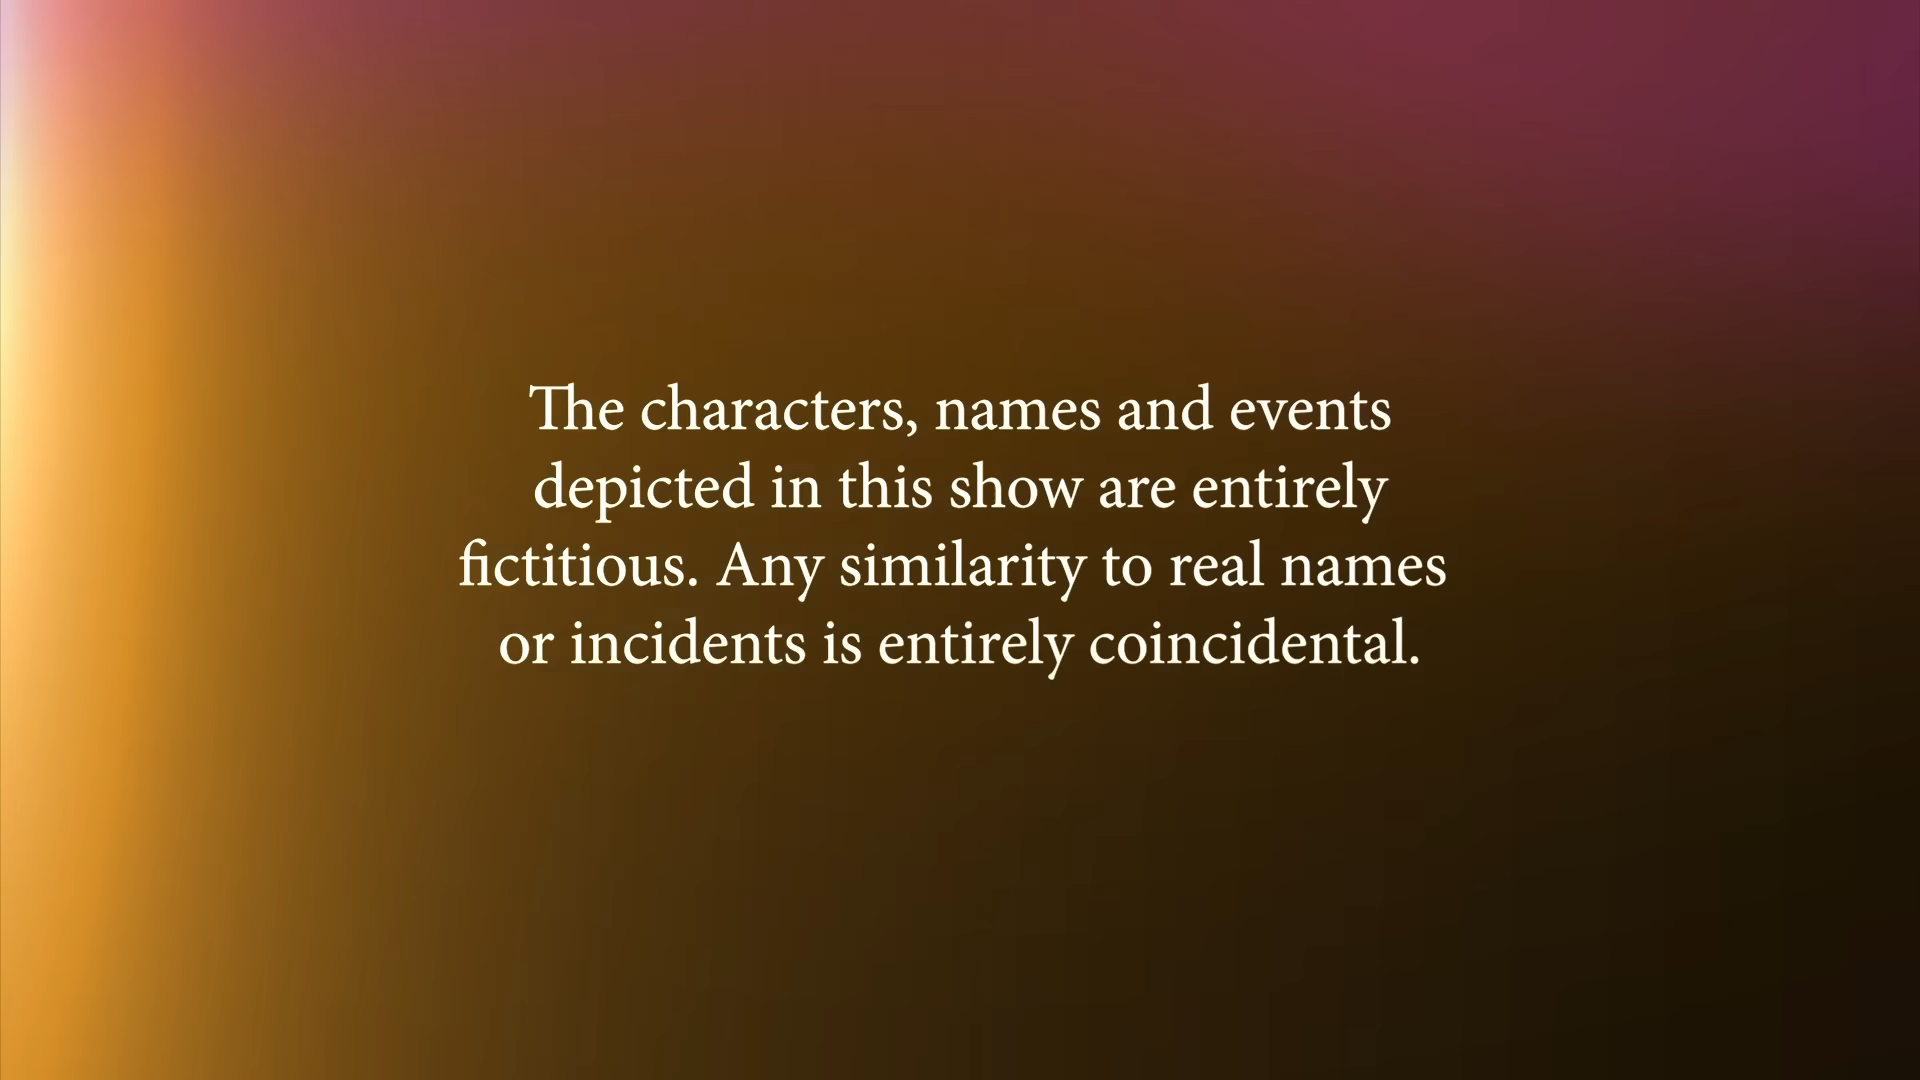 The characters, names and events
depicted in this show are entirely
fictitious. Any similarity to real names
or incidents is entirely coincidental.